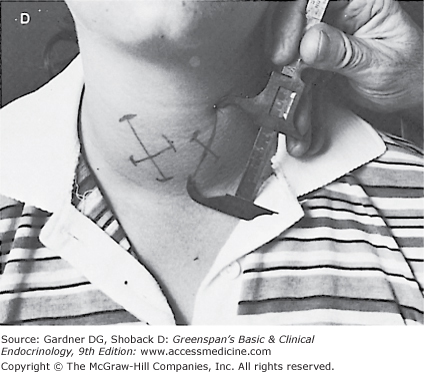 D
Source: Gardner DG, Shoback D: Greenspan's Basic & Clinical
Endocrinology, 9th Edition: www.accessmedicine.com
Copyright © The McGraw-Hill Companies, Inc. All rights reserved.